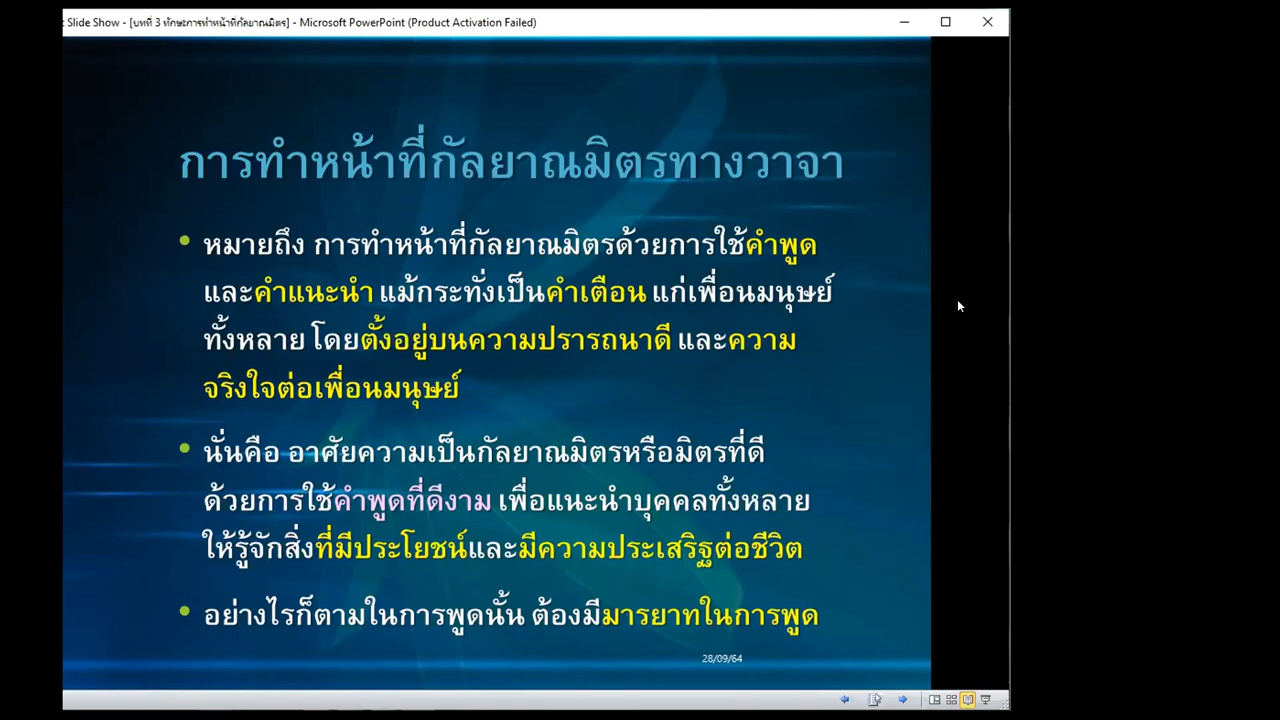 t Slide Show - [บทที่ 3 ทักษะการทำหน้าที่กัลยาณมิตร] - Microsoft PowerPoint (Product Activation Failed)
การทำหน้าที่กัลยาณมิตรทางวาจา
• หมายถึง การทำหน้าที่กัลยาณมิตรด้วยการใช้คำพูด
และคำแนะนำ แม้กระทั่งเป็นคำเตือน แก่เพื่อนมนุษย์
ทั้งหลาย โดยตั้งอยู่บนความปรารถนาดี และความ
จริงใจต่อเพื่อนมนุษย์
• นั่นคือ อาศัยความเป็นกัลยาณมิตรหรือมิตรที่ดี
ด้วยการใช้คำพูดที่ดีงาม เพื่อแนะนำบุคคลทั้งหลาย
ให้รู้จักสิ่งที่มีประโยชน์และมีความประเสริฐต่อชีวิต
• อย่างไรก็ตามในการพูดนั้น ต้องมีมารยาทในการพูด
28/09/64